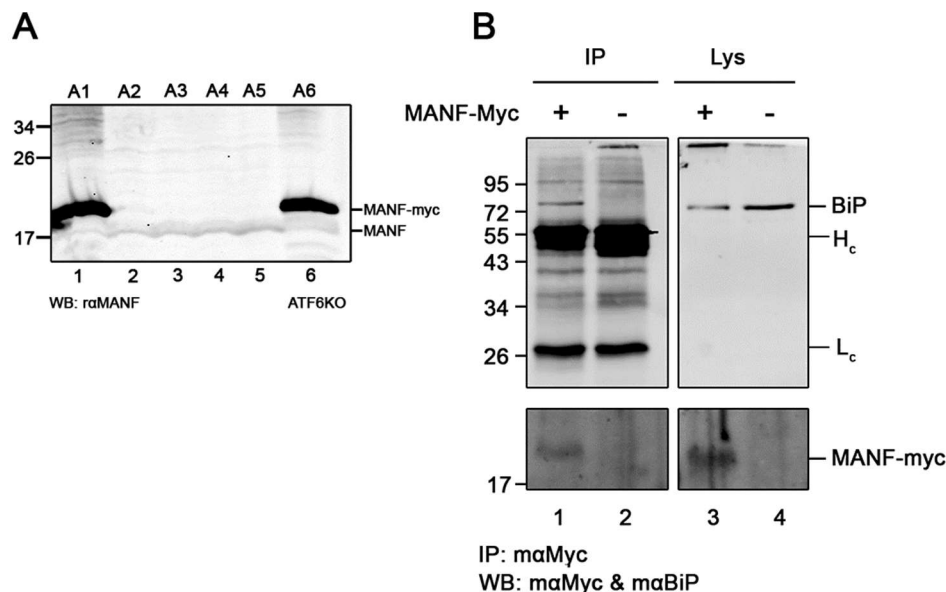 A
A1 A2 A3 A4 A5 A6
34
26
MANF-myc
MANF
17
1 2 3 4 5 6
WB: rαMANF ATF6KO
B
IP Lys
MANF-Myc + - + -
95
72
55
43
34
26
BiP
Hc
Lc
MANF-myc
17
1 2 3 4
IP: mαMyc
WB: mαMyc & mαBiP